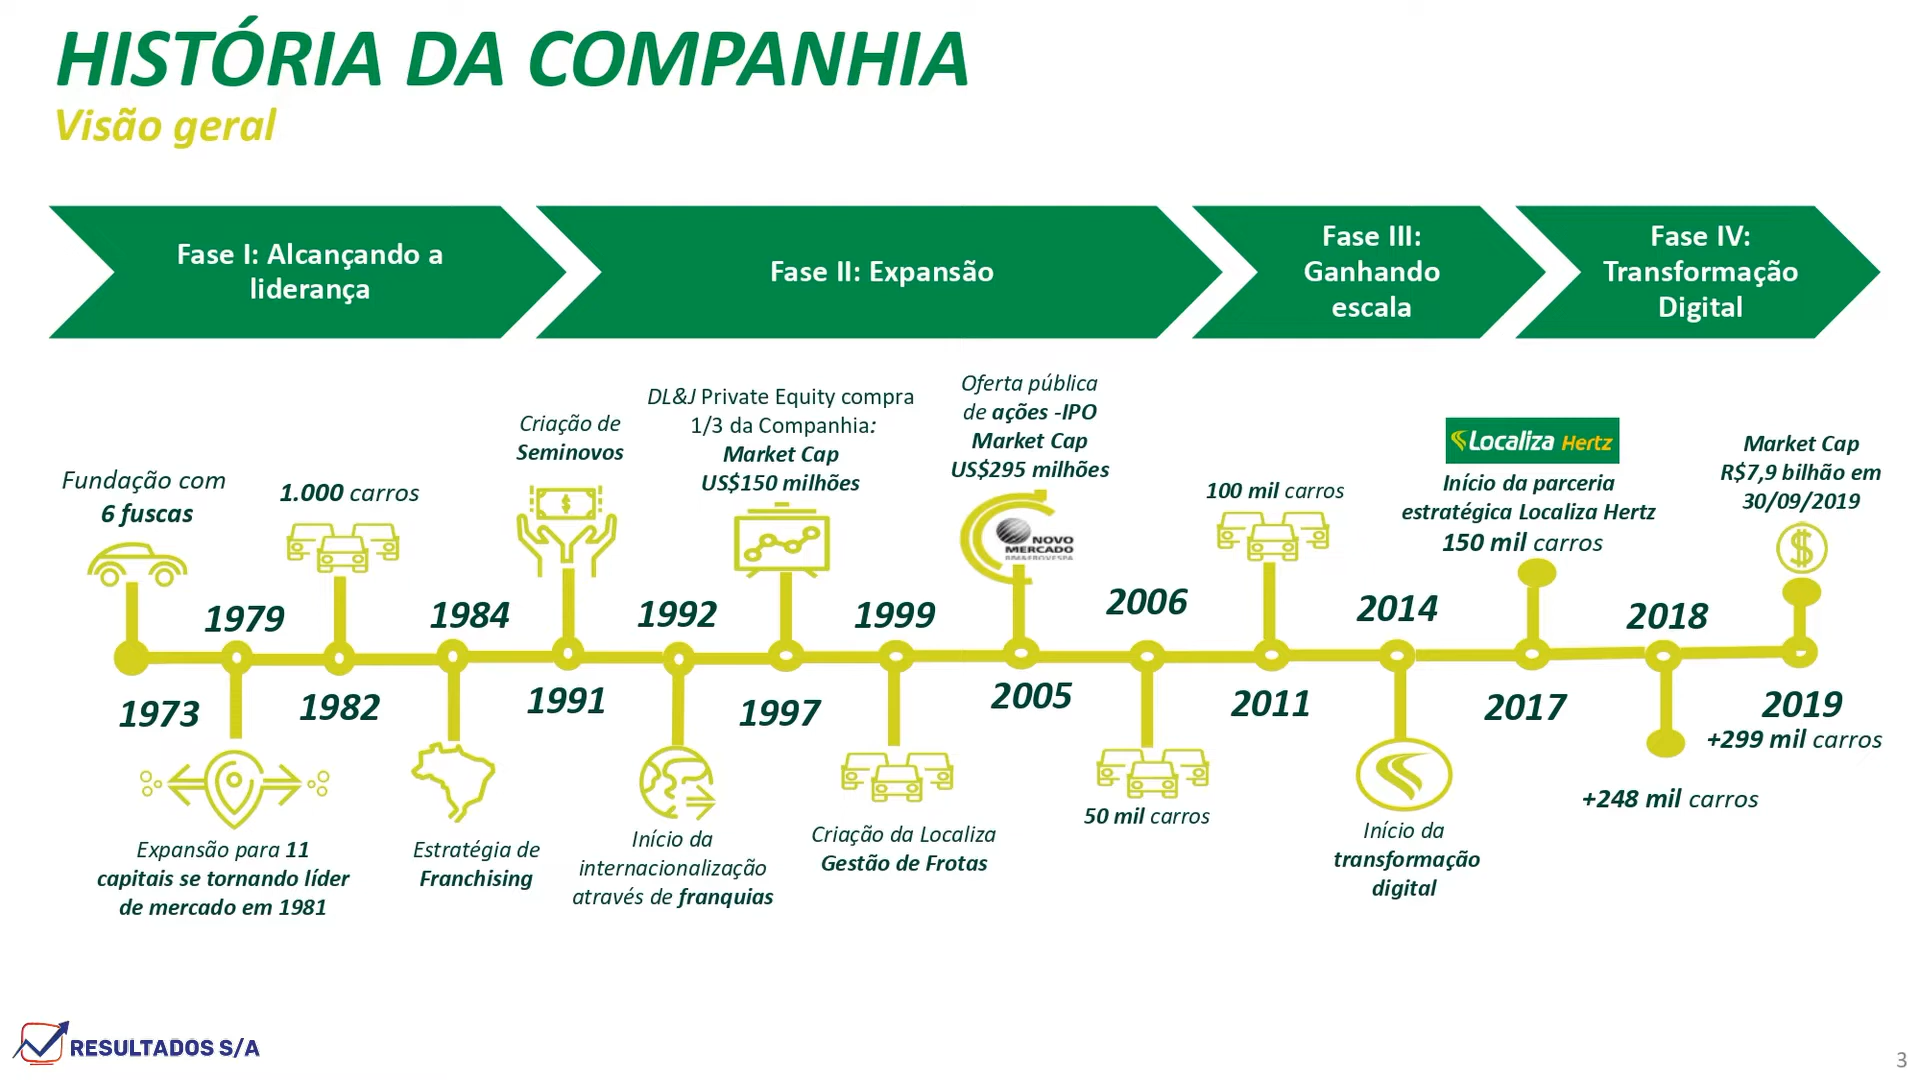 HISTÓRIA DA COMPANHIA
Visão geral
Fase I: Alcançando a
liderança
Fase II: Expansão
Fase III:
Ganhando
escala
Fase IV:
Transformação
Digital
Fundação com
6 fuscas
1973
1979
Expansão para 11
capitais se tornando líder
de mercado em 1981
1.000 carros
1982
1984
Estratégia de
Franchising
Criação de
Seminovos
$
1991
1992
Início da
internacionalização
através de franquias
DL&J Private Equity compra
1/3 da Companhia:
Market Cap
US$150 milhões
1997
1999
Criação da Localiza
Gestão de Frotas
Oferta pública
de ações -IPO
Market Cap
US$295 milhões
NOVO
MERCADO
BM&FBOVESPA
2005
2006
50 mil carros
100 mil carros
2011
2014
Início da
transformação
digital
Localiza Hertz
Início da parceria
estratégica Localiza Hertz
150 mil carros
2017
2018
+248 mil carros
Market Cap
R$7,9 bilhão em
30/09/2019
$
2019
+299 mil carros
RESULTADOS S/A
3